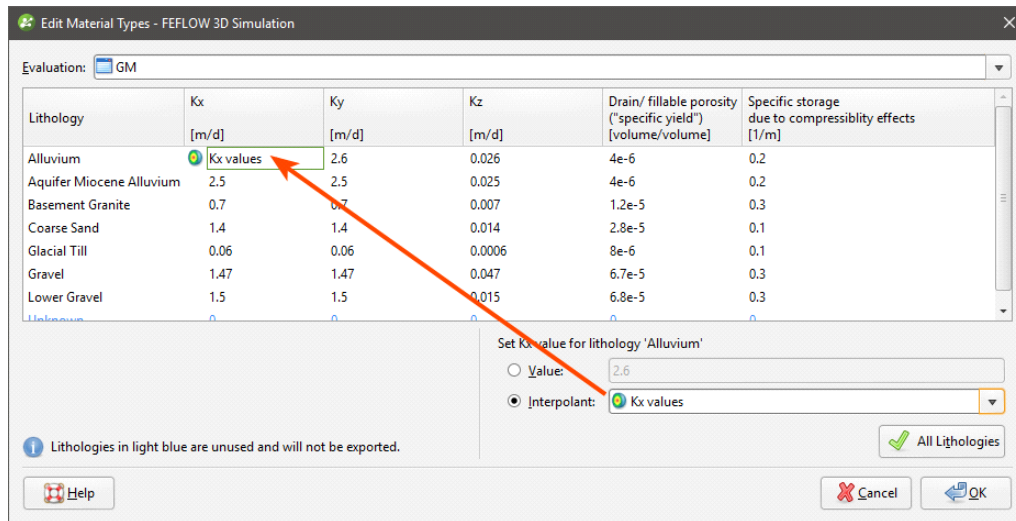 Edit Material Types - FEFLOW 3D Simulation
Evaluation: GM
Lithology Kx [m/d] Ky [m/d] Kz [m/d] Drain/ fillable porosity ("specific yield") [volume/volume] Specific storage due to compressiblity effects [1/m]
Alluvium Kx values 2.6 0.026 4e-6 0.2
Aquifer Miocene Alluvium 2.5 2.5 0.025 4e-6 0.2
Basement Granite 0.7 0.7 0.007 1.2e-5 0.3
Coarse Sand 1.4 1.4 0.014 2.8e-5 0.1
Glacial Till 0.06 0.06 0.0006 8e-6 0.1
Gravel 1.47 1.47 0.047 6.7e-5 0.3
Lower Gravel 1.5 1.5 0.015 6.8e-5 0.3
Unknown 0 0 0 0 0
Set Kx value for lithology 'Alluvium'
Value: 2.6
Interpolant: Kx values
Lithologies in light blue are unused and will not be exported.
All Lithologies
Help
Cancel
OK